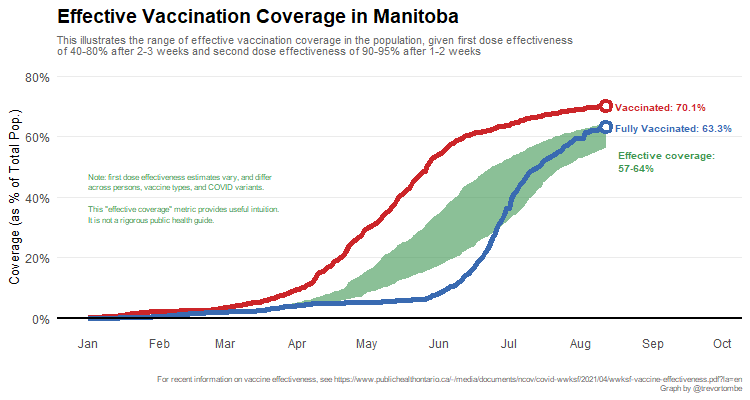 Effective Vaccination Coverage in Manitoba
This illustrates the range of effective vaccination coverage in the population, given first dose effectiveness
of 40-80% after 2-3 weeks and second dose effectiveness of 90-95% after 1-2 weeks
Coverage (as % of Total Pop.)
80%
60%
40%
20%
0%
Note: first dose effectiveness estimates vary, and differ
across persons, vaccine types, and COVID variants.
This "effective coverage" metric provides useful intuition.
It is not a rigorous public health guide.
Vaccinated: 70.1%
Fully Vaccinated: 63.3%
Effective coverage:
57-64%
Jan Feb Mar Apr May Jun Jul Aug Sep Oct
For recent information on vaccine effectiveness, see https://www.publichealthontario.ca/-/media/documents/ncov/covid-wwksf/2021/04/wwksf-vaccine-effectiveness.pdf?la=en
Graph by @trevortombe